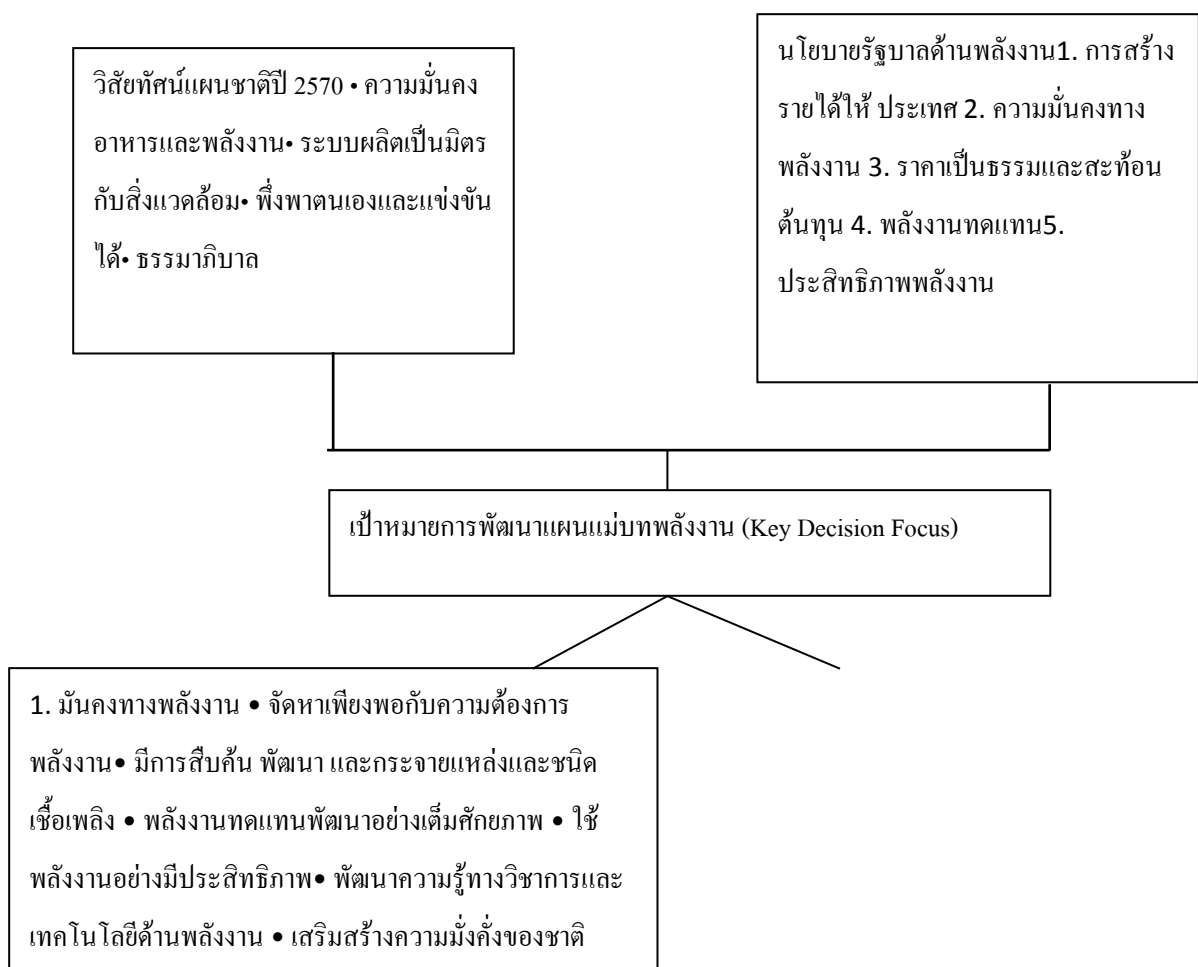 วิสัยทัศน์แผนชาติปี 2570 • ความมั่นคง
อาหารและพลังงาน• ระบบผลิตเป็นมิตร
กับสิ่งแวดล้อม• พึ่งพาตนเองและแข่งขัน
ได้• ธรรมาภิบาล
นโยบายรัฐบาลด้านพลังงาน1. การสร้าง
รายได้ให้ ประเทศ 2. ความมั่นคงทาง
พลังงาน 3. ราคาเป็นธรรมและสะท้อน
ต้นทุน 4. พลังงานทดแทน5.
ประสิทธิภาพพลังงาน
เป้าหมายการพัฒนาแผนแม่บทพลังงาน (Key Decision Focus)
1. มันคงทางพลังงาน • จัดหาเพียงพอกับความต้องการ
พลังงาน• มีการสืบค้น พัฒนา และกระจายแหล่งและชนิด
เชื้อเพลิง • พลังงานทดแทนพัฒนาอย่างเต็มศักยภาพ • ใช้
พลังงานอย่างมีประสิทธิภาพ• พัฒนาความรู้ทางวิชาการและ
เทคโนโลยีด้านพลังงาน • เสริมสร้างความมั่งคั่งของชาติ